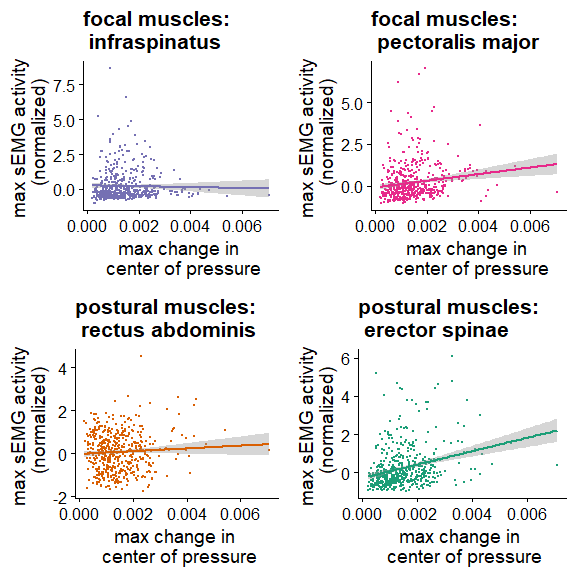 focal muscles:
infraspinatus
max sEMG activity
(normalized)
7.5
5.0
2.5
0.0
0.000
0.002
0.004
0.006
max change in
center of pressure
focal muscles:
pectoralis major
max sEMG activity
(normalized)
5.0
2.5
0.0
0.000
0.002
0.004
0.006
max change in
center of pressure
postural muscles:
rectus abdominis
max sEMG activity
(normalized)
4
2
0
-2
0.000
0.002
0.004
0.006
max change in
center of pressure
postural muscles:
erector spinae
max sEMG activity
(normalized)
6
4
2
0
0.000
0.002
0.004
0.006
max change in
center of pressure